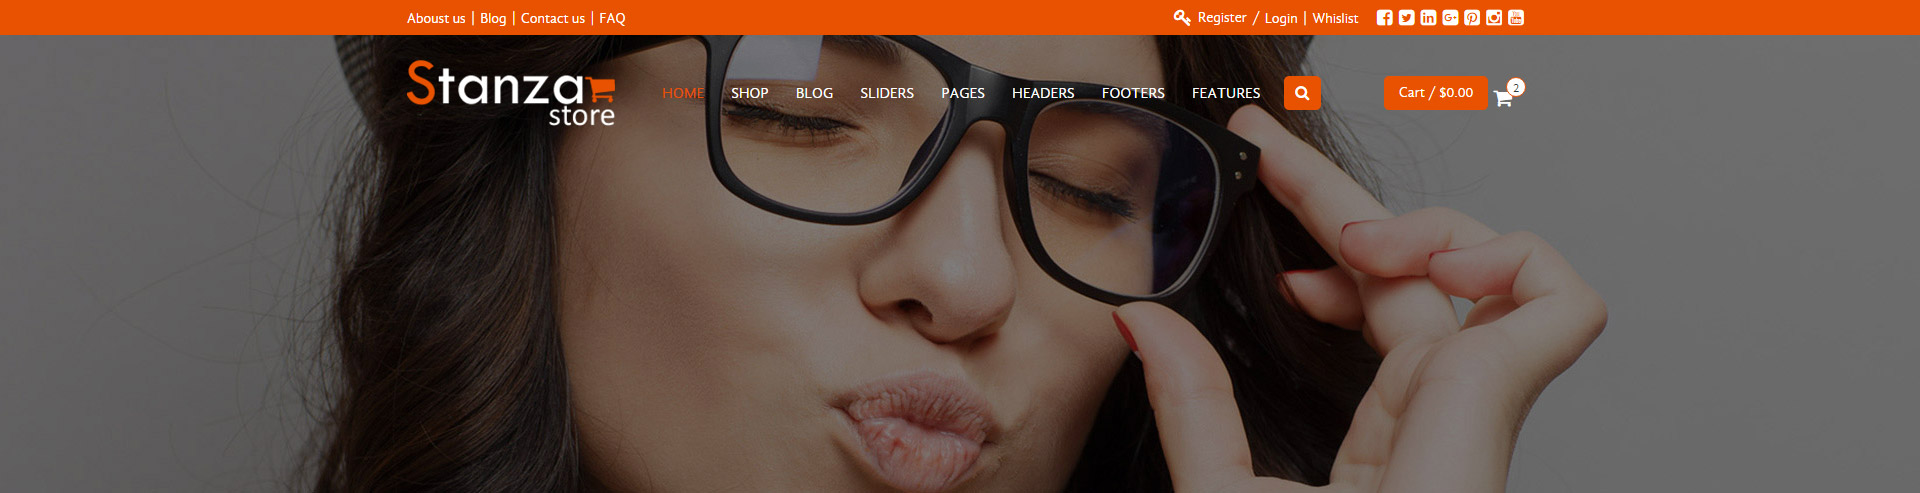 Aboust us | Blog | Contact us | FAQ
Register / Login | Whislist
Stanza
store
HOME SHOP BLOG SLIDERS PAGES HEADERS FOOTERS FEATURES
Cart / $0.00
2